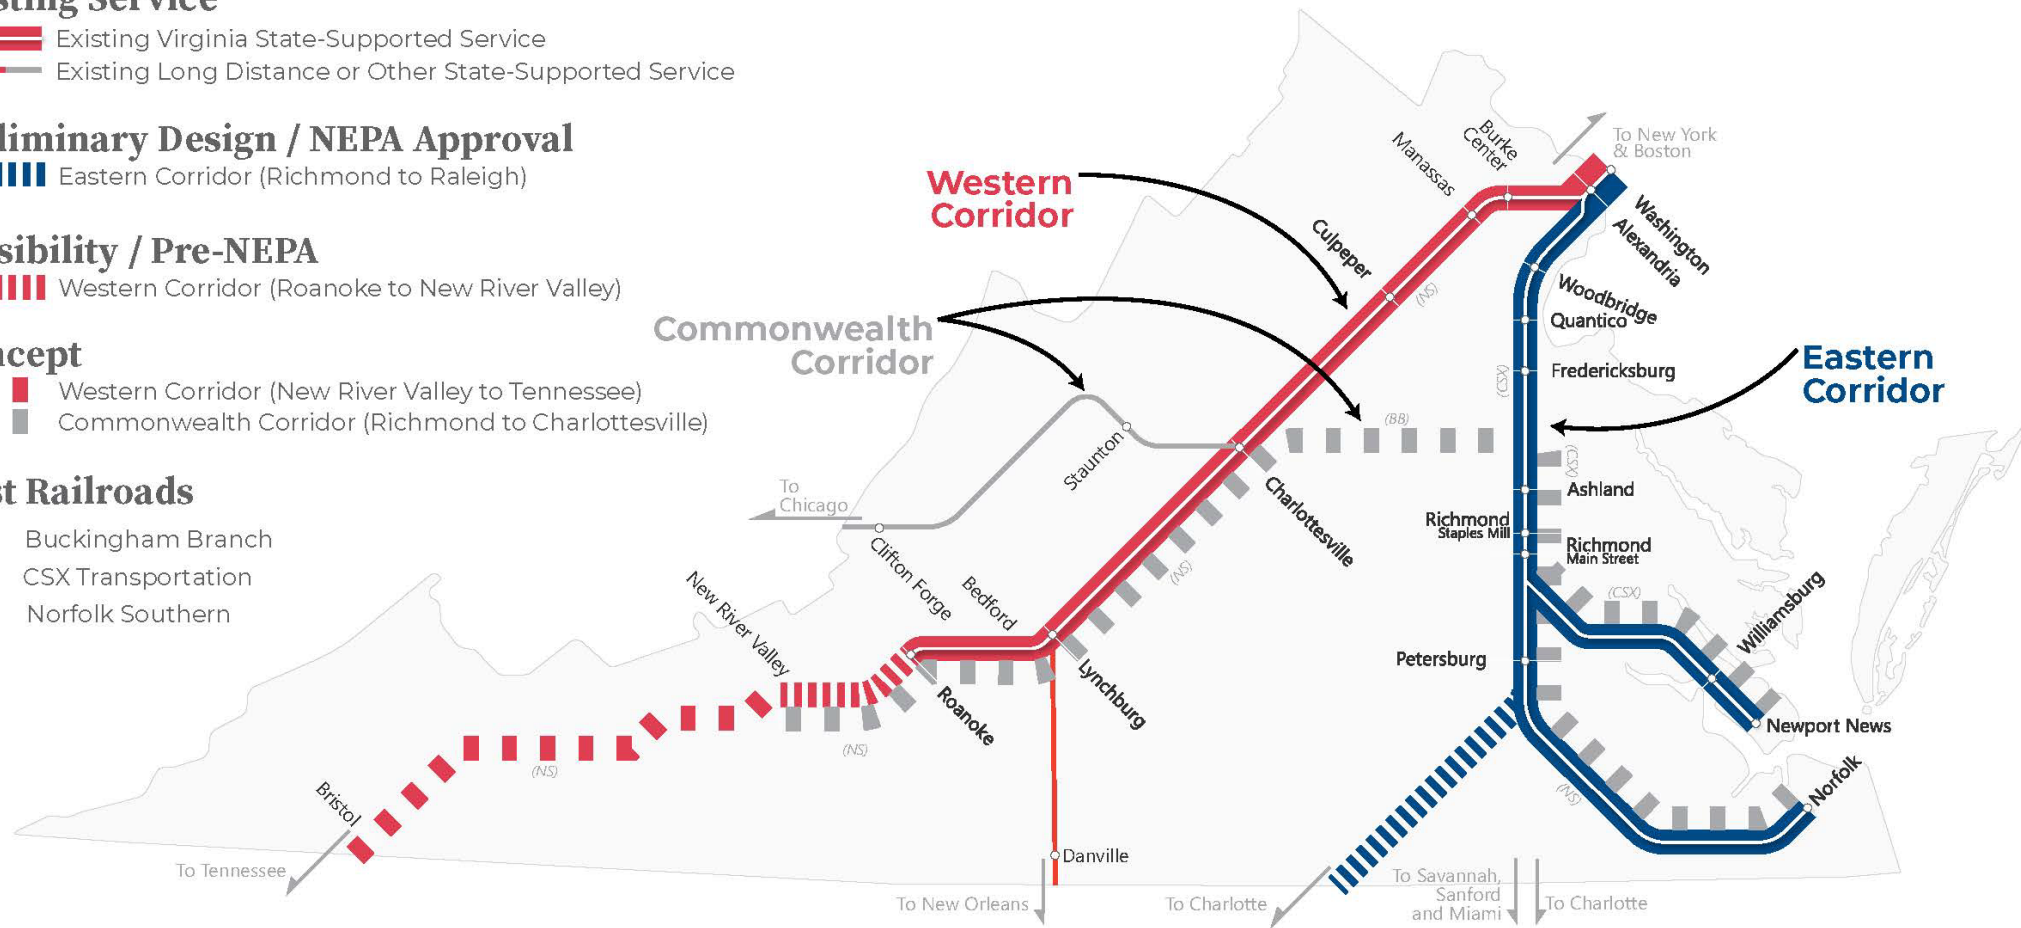 sting Service
Existing Virginia State-Supported Service
Existing Long Distance or Other State-Supported Service
liminary Design / NEPA Approval
Eastern Corridor (Richmond to Raleigh)
sibility / Pre-NEPA
Western Corridor (Roanoke to New River Valley)
ncept
Western Corridor (New River Valley to Tennessee)
Commonwealth Corridor (Richmond to Charlottesville)
st Railroads
Buckingham Branch
CSX Transportation
Norfolk Southern
Western
Corridor
Commonwealth
Corridor
Eastern
Corridor
To New York
& Boston
Burke
Center
Manassas
Culpeper
(NS)
Washington
Alexandria
Woodbridge
Quantico
Fredericksburg
(CSX)
(BB)
(CSX)
Ashland
Richmond
Staples Mill
Richmond
Main Street
(CSX)
Williamsburg
Newport News
Petersburg
(NS)
Norfolk
Staunton
Charlottesville
To
Chicago
Clifton Forge
(NS)
Bedford
Lynchburg
New River Valley
Roanoke
(NS)
(NS)
Bristol
To Tennessee
Danville
To New Orleans
To Charlotte
To Savannah,
Sanford
and Miami
To Charlotte